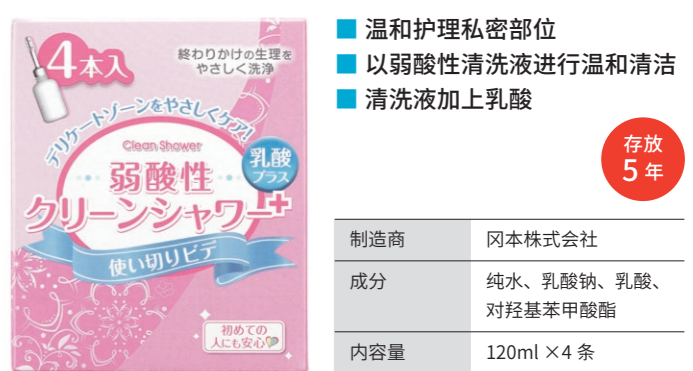 4本入
終わりかけの生理を
やさしく洗浄
デリケートゾーンをやさしくケア!
Clean Shower
乳酸
プラス
弱酸性
クリーンシャワー+
使い切りビデ
初めての
人にも安心
■ 温和护理私密部位
■ 以弱酸性清洗液进行温和清洁
■ 清洗液加上乳酸
存放
5 年
制造商 冈本株式会社
成分 纯水、乳酸钠、乳酸、
对羟基苯甲酸酯
内容量 120ml ×4 条